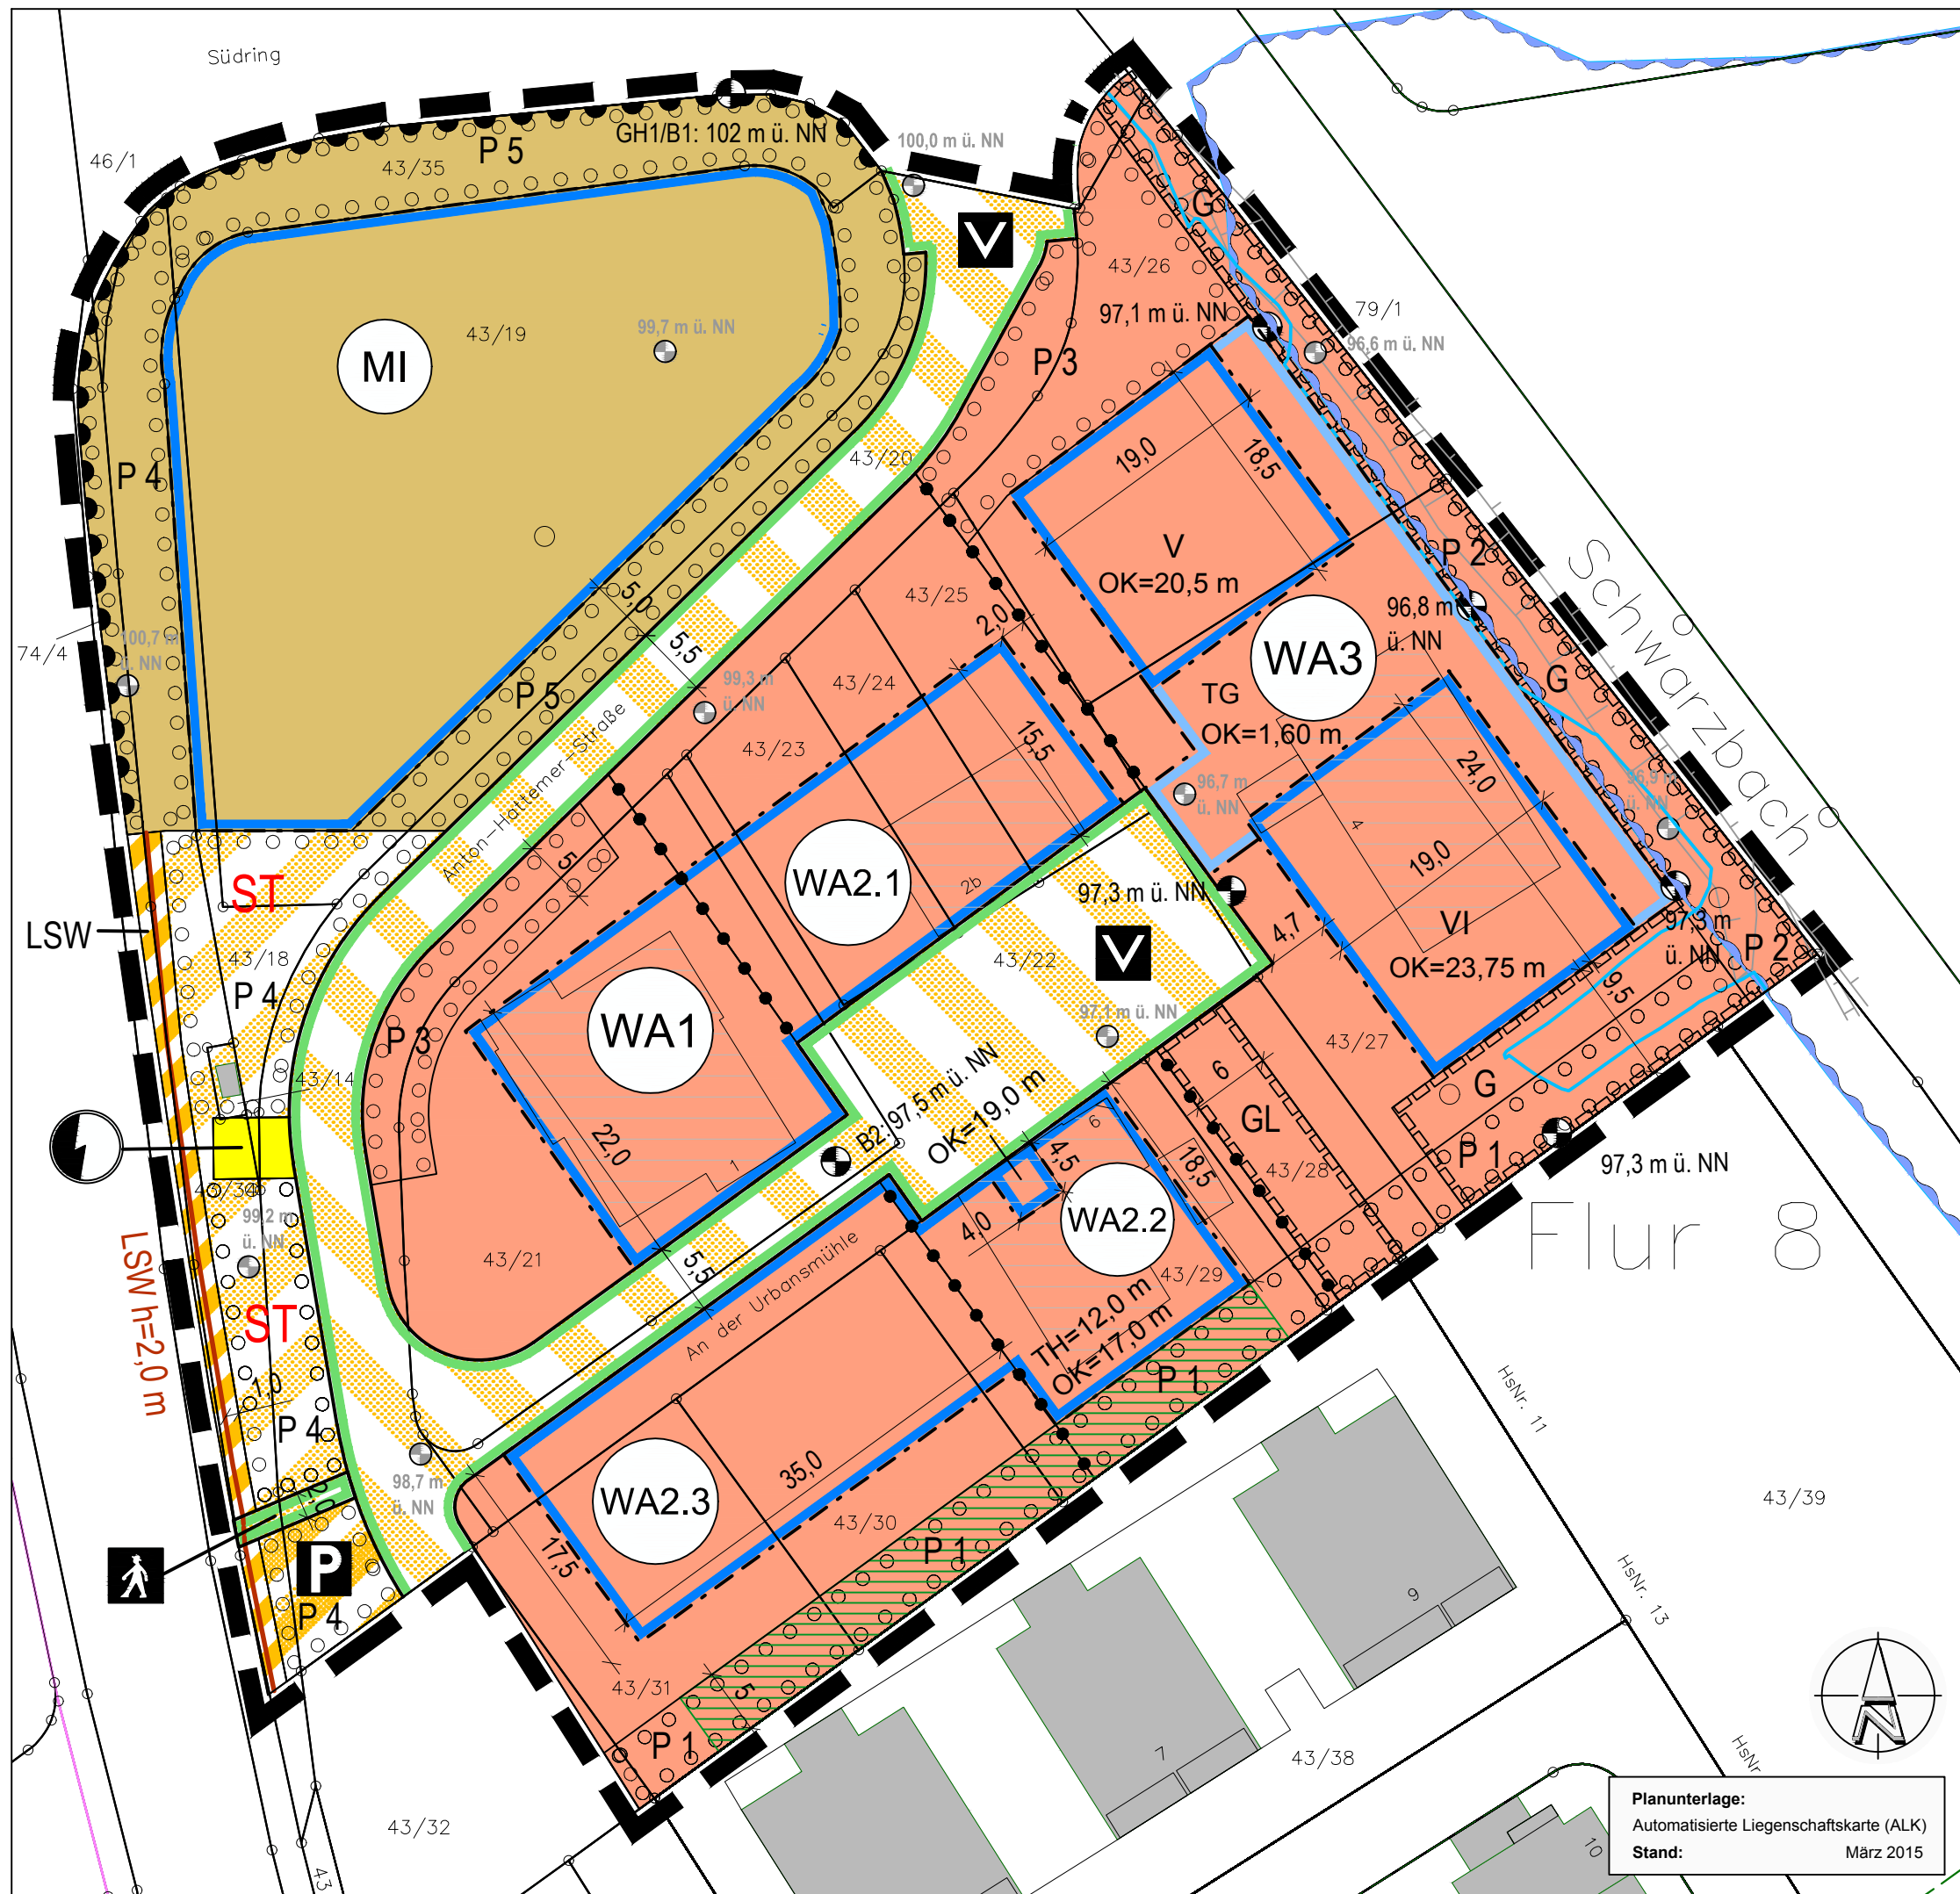 Südring
46/1
43/35
P 5
GH1/B1: 102 m ü. NN
100,0 m ü. NN
G
43/26
97,1 m ü. NN
79/1
96,6 m ü. NN
MI
43/19
99,7 m ü. NN
P 3
P 4
43/20
19,0
18,5
V
OK=20,5 m
P 2
Schwarzbach
5,0
5,5
43/25
2,0
96,8 m
ü. NN
WA3
100,7 m
ü. NN
74/4
P 5
99,3 m
ü. NN
43/24
TG
OK=1,60 m
G
Anton-Hattemer-Straße
43/23
15,5
96,7 m
ü. NN
24,0
96,9 m
ü. NN
4
19,0
5
ST
WA2.1
2b
97,3 m ü. NN
LSW
43/18
43/22
4,7
VI
OK=23,75 m
97,3 m
ü. NN
P 2
P 4
9,5
WA1
P 3
97,1 m ü. NN
43/27
43/14
B2: 97,5 m ü. NN
OK=19,0 m
6
G
22,0
1
GL
6
4,5
18,5
43/28
P 1
97,3 m ü. NN
43/34
99,2 m
ü. NN
WA2.2
4,0
Flur 8
LSW h=2,0 m
43/21
5,5
An der Urbansmühle
43/29
TH=12,0 m
OK=17,0 m
ST
1,0
P 4
P 1
HsNr. 11
98,7 m
ü. NN
35,0
WA2.3
2,0
43/30
43/39
17,5
P 1
P
P 4
9
HsNr. 13
43/31
5
P 1
7
43/38
HsNr
N
43/32
43
10
Planunterlage:
Automatisierte Liegenschaftskarte (ALK)
Stand: März 2015